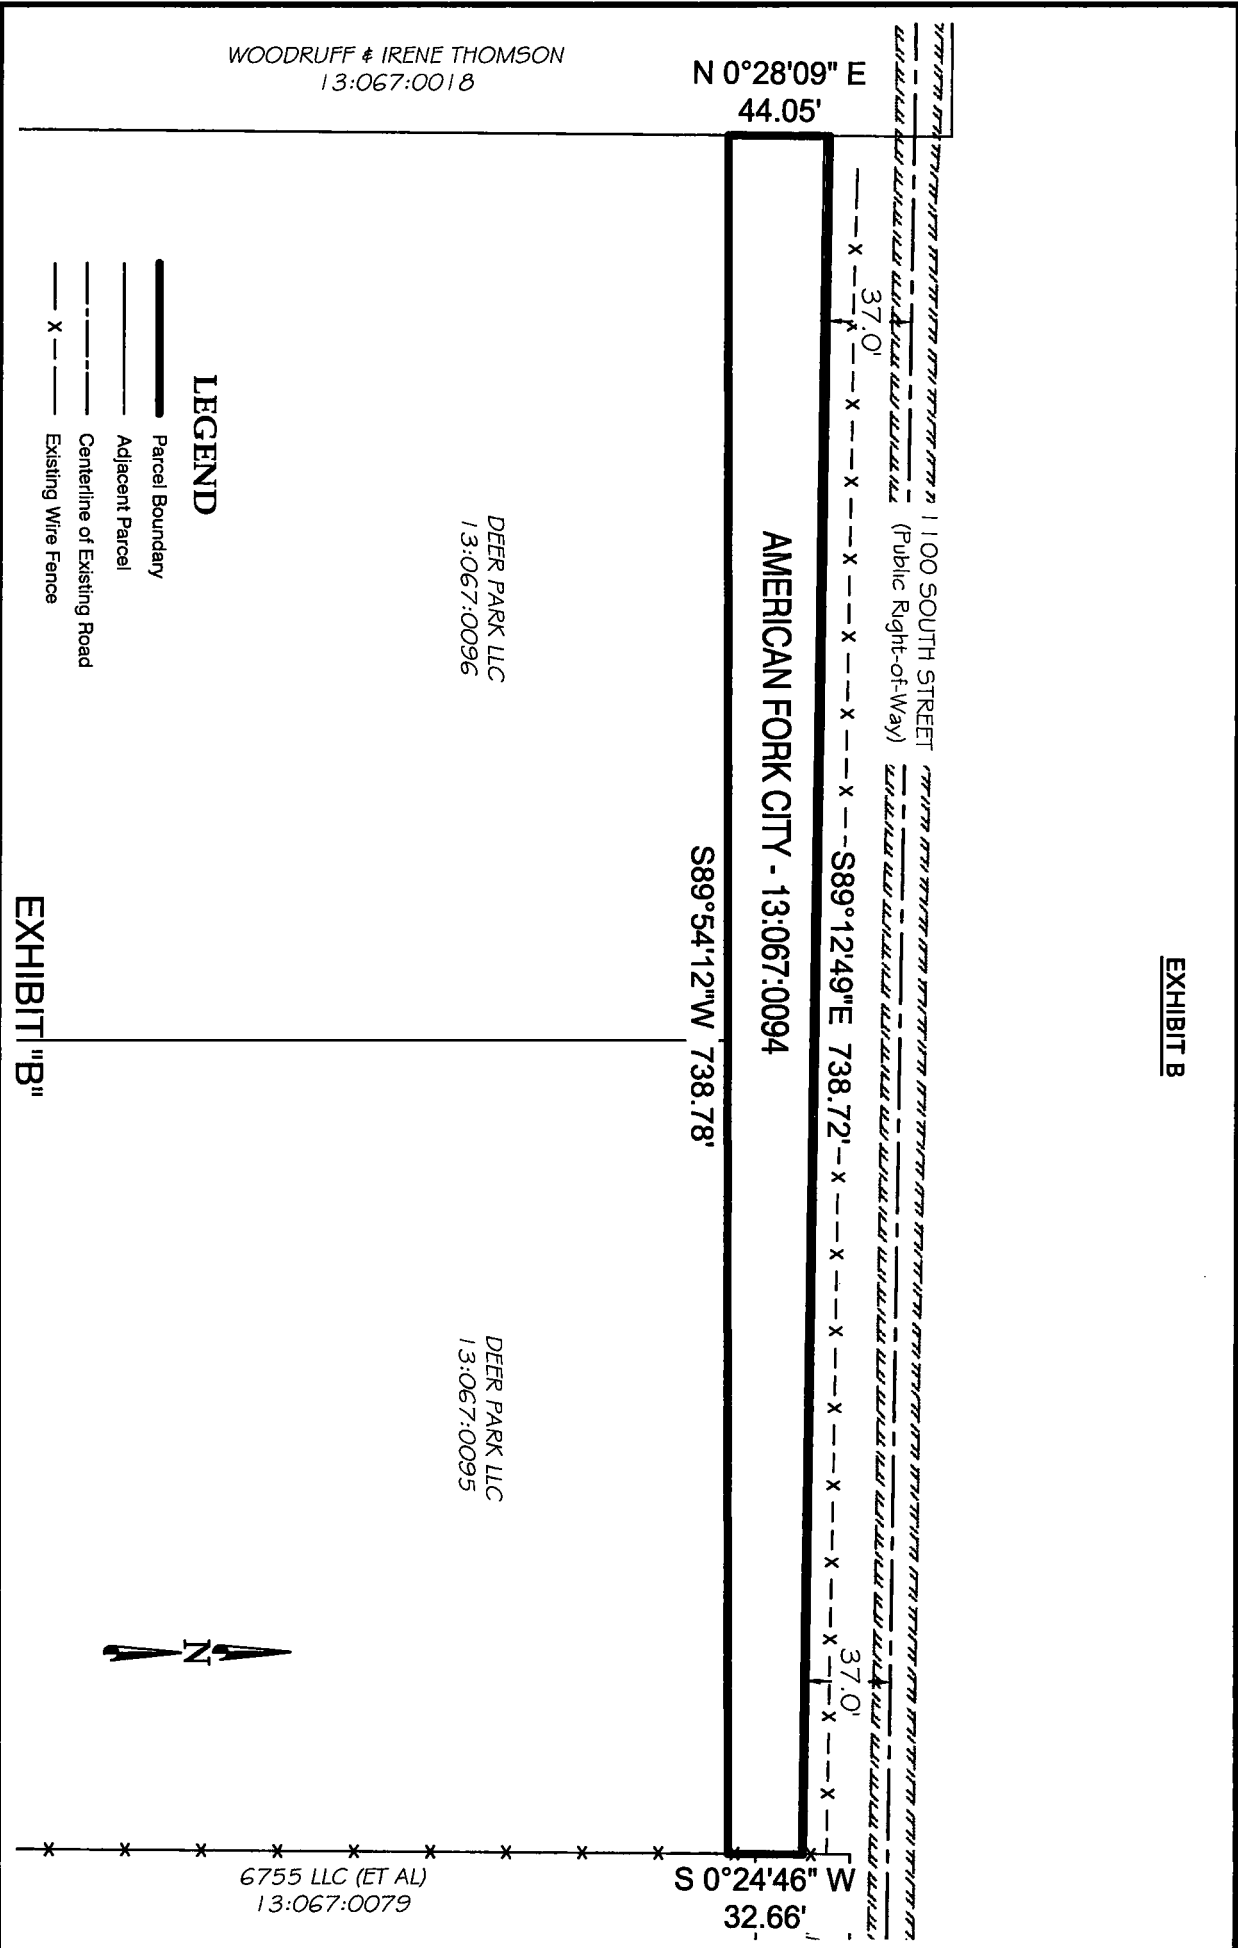 EXHIBIT B
1100 SOUTH STREET
(Public Right-of-Way)
37.0'
37.0'
S89°12'49"E 738.72'
AMERICAN FORK CITY - 13:067:0094
S89°54'12"W 738.78'
N 0°28'09" E
44.05'
S 0°24'46" W
32.66'
WOODRUFF & IRENE THOMSON
13:067:0018
DEER PARK LLC
13:067:0096
DEER PARK LLC
13:067:0095
6755 LLC (ET AL)
13:067:0079
LEGEND
Parcel Boundary
Adjacent Parcel
Centerline of Existing Road
x Existing Wire Fence
N
EXHIBIT "B"